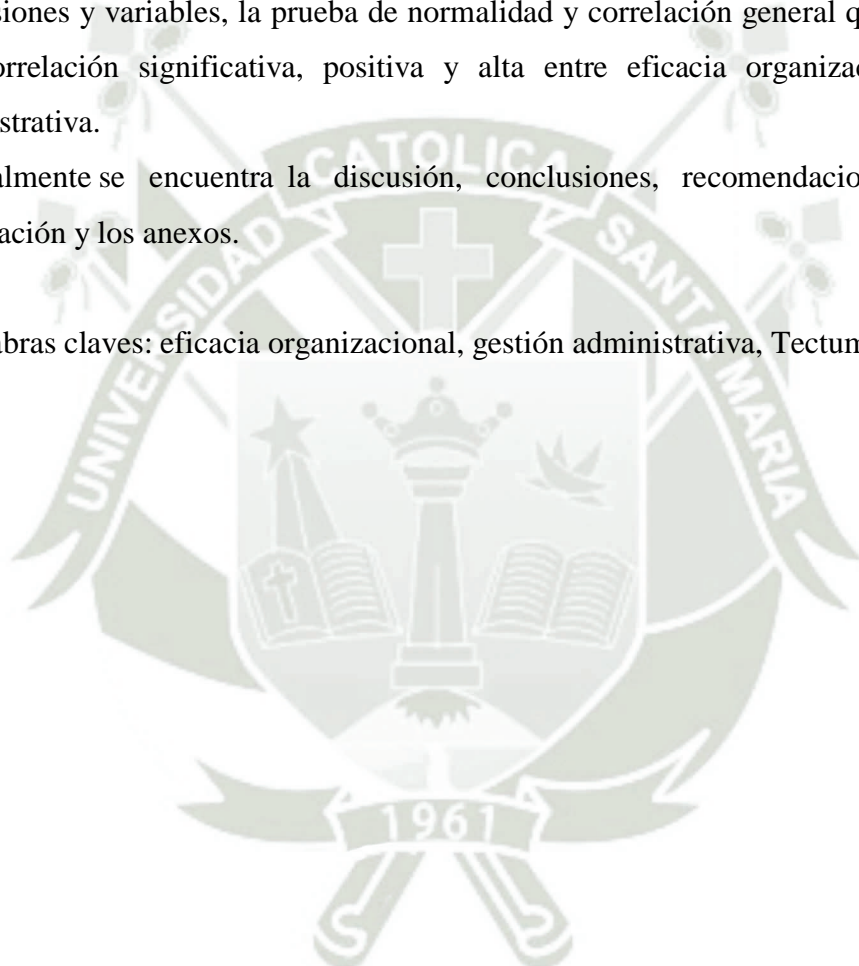 siones y variables, la prueba de normalidad y correlación general q
orrelación significativa, positiva y alta entre eficacia organizac
strativa.
almente se encuentra la discusión, conclusiones, recomendacio
ación y los anexos.
abras claves: eficacia organizacional, gestión administrativa, Tectum
UNIVERSIDAD CATOLICA SANTA MARIA
1961